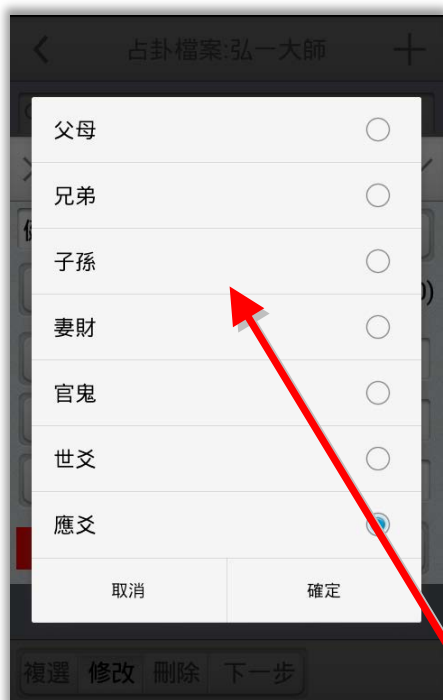 占卦檔案:弘一大師
父母
兄弟
子孫
妻財
官鬼
世爻
應爻
取消 確定
複選 修改 刪除 下一步